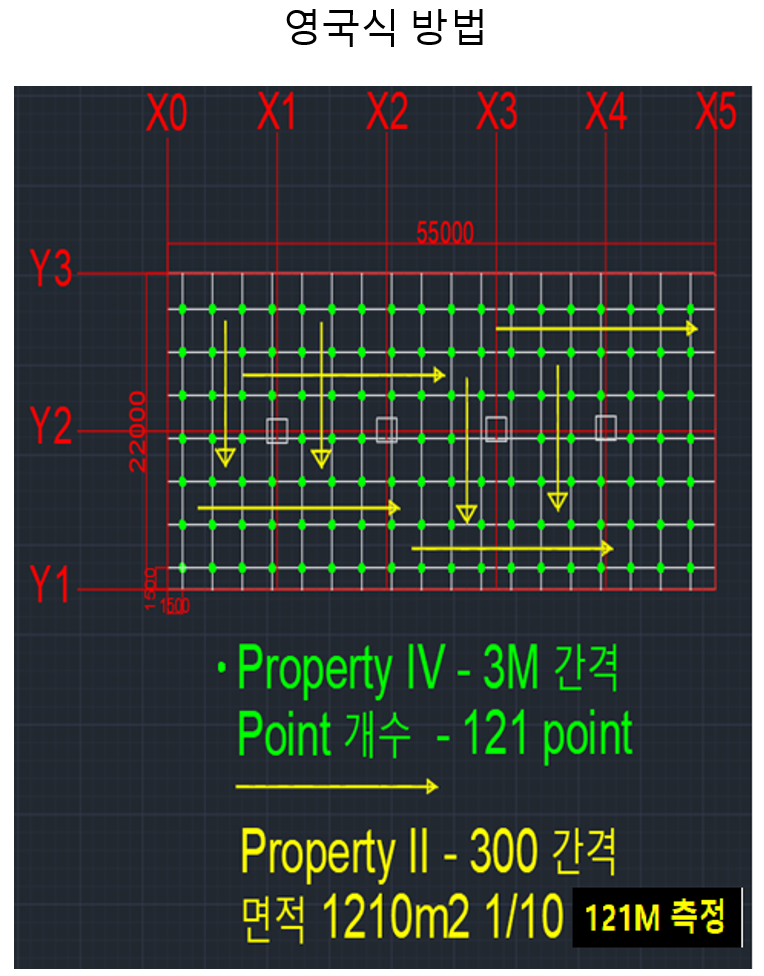 영국식 방법
X0 X1 X2 X3 X4 X5
55000
Y3
Y2
22000
Y1
1500
1500
• Property IV - 3M 간격
Point 개수 - 121 point
Property II - 300 간격
면적 1210m2 1/10 121M 측정